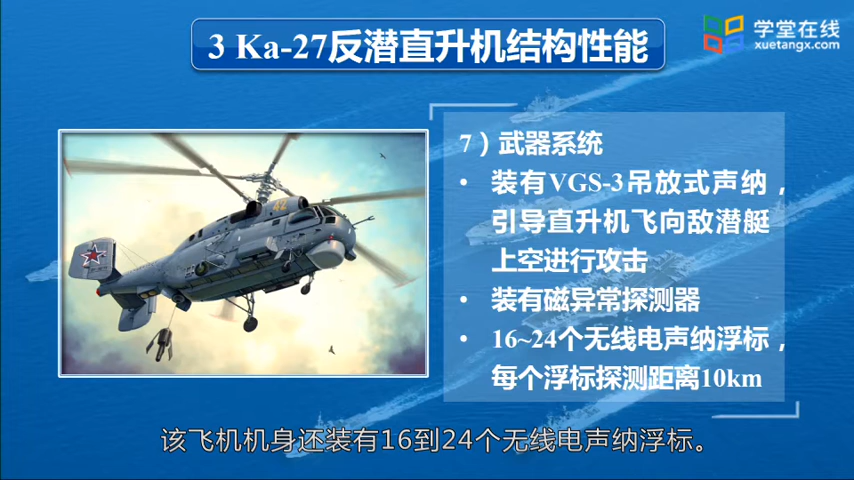 3 Ka-27反潜直升机结构性能
学堂在线
xuetangx.com
7）武器系统
• 装有VGS-3吊放式声纳，
引导直升机飞向敌潜艇
上空进行攻击
• 装有磁异常探测器
• 16~24个无线电声纳浮标，
每个浮标探测距离10km
42
该飞机机身还装有16到24个无线电声纳浮标。